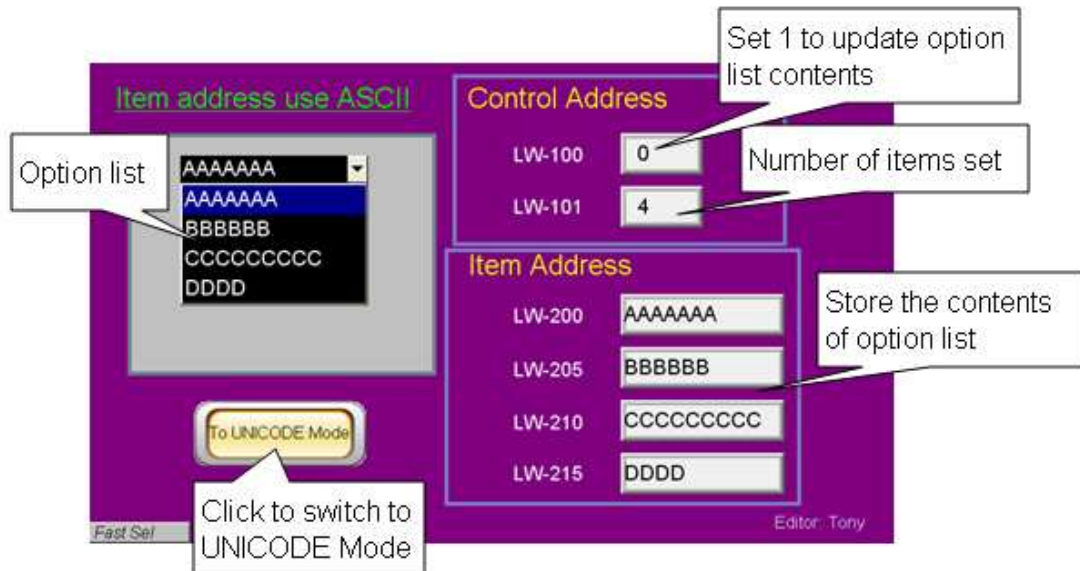 Set 1 to update option
list contents
Item address use ASCII
Control Address
Option list
AAAAAAA
AAAAAAA
BBBBBB
CCCCCCCCC
DDDD
LW-100
0
Number of items set
LW-101
4
Item Address
LW-200
AAAAAAA
Store the contents
of option list
LW-205
BBBBBB
LW-210
CCCCCCCCC
LW-215
DDDD
To UNICODE Mode
Click to switch to
UNICODE Mode
Fast Sel
Editor: Tony